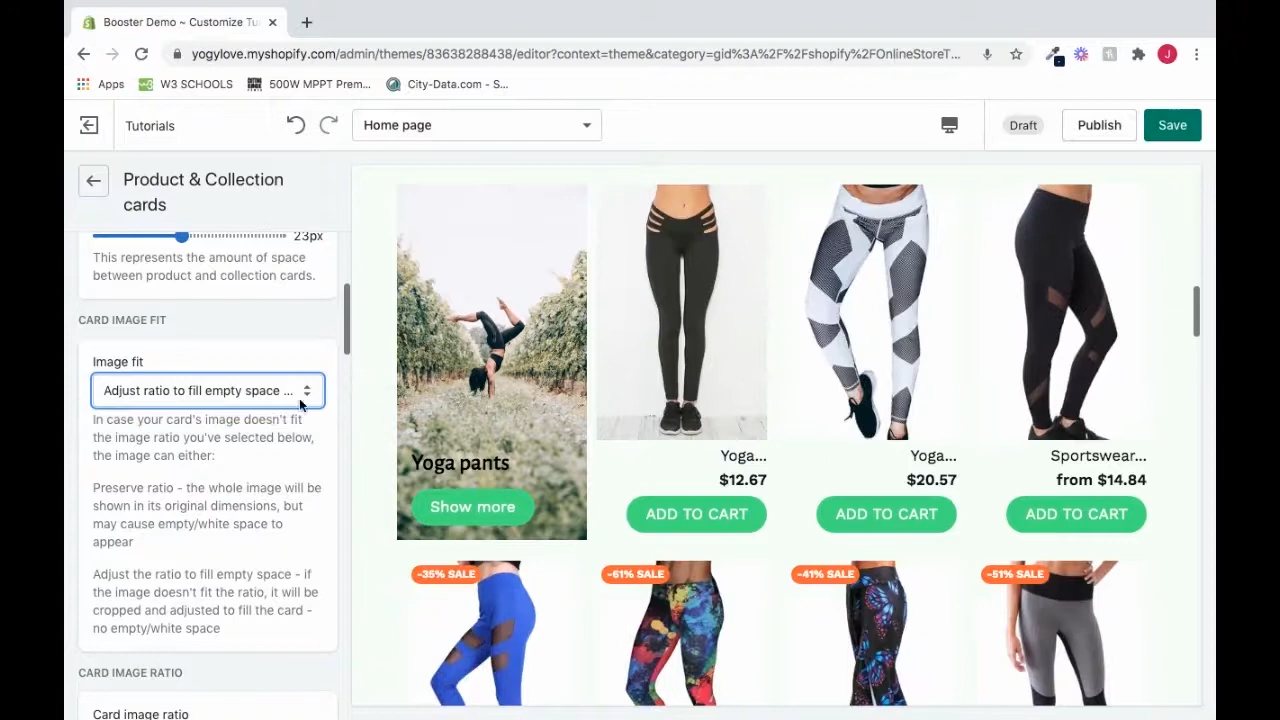 Booster Demo ~ Customize Tu
yogylove.myshopify.com/admin/themes/83638288438/editor?context=theme&category=gid%3A%2F%2Fshopify%2FOnlineStoreT...
J
Apps W3 SCHOOLS 500W MPPT Prem... City-Data.com - S...
Tutorials
Home page
Draft
Publish
Save
Product & Collection
cards
23px
This represents the amount of space
between product and collection cards.
CARD IMAGE FIT
Image fit
Adjust ratio to fill empty space ...
In case your card's image doesn't fit
the image ratio you've selected below,
the image can either:
Preserve ratio - the whole image will be
shown in its original dimensions, but
may cause empty/white space to
appear
Adjust the ratio to fill empty space - if
the image doesn't fit the ratio, it will be
cropped and adjusted to fill the card -
no empty/white space
CARD IMAGE RATIO
Card image ratio
Yoga pants
Show more
Yoga...
$12.67
ADD TO CART
Yoga...
$20.57
ADD TO CART
Sportswear...
from $14.84
ADD TO CART
-35% SALE
-61% SALE
-41% SALE
-51% SALE